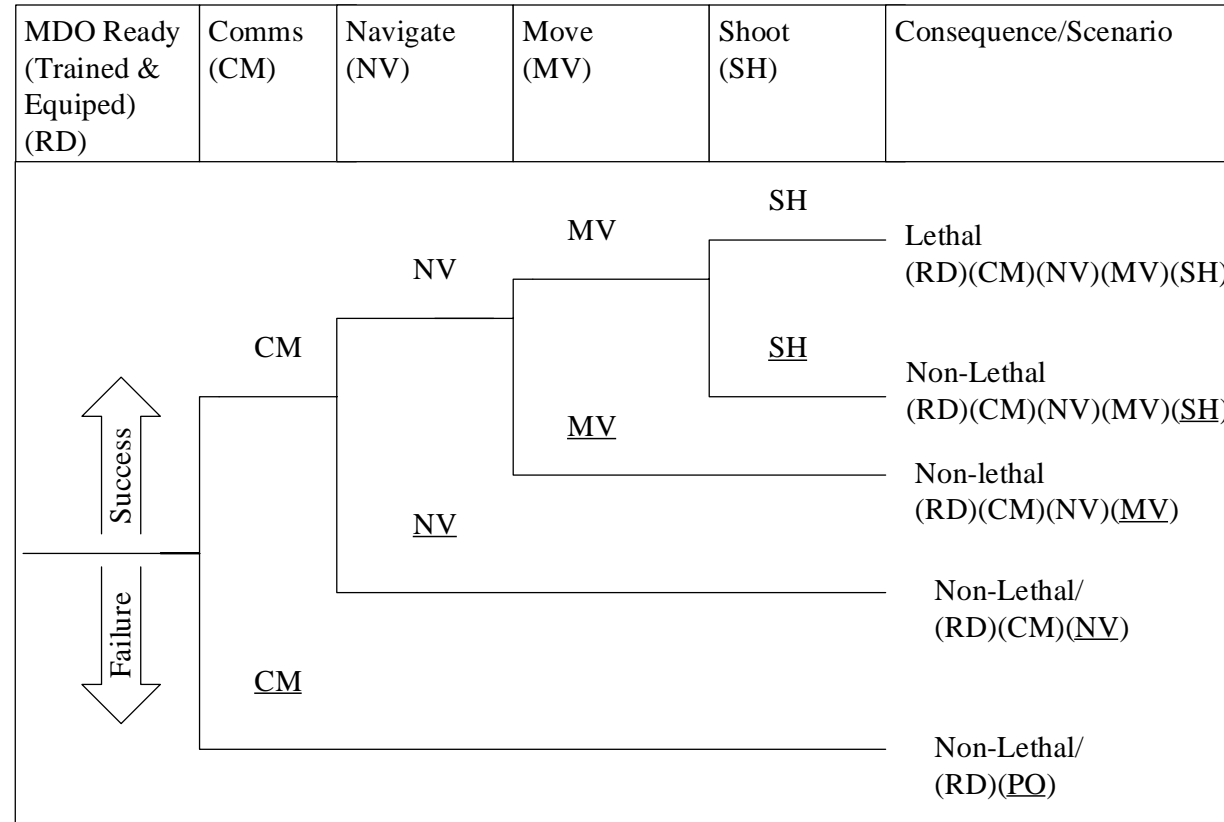 MDO Ready
(Trained &
Equiped)
(RD)
Comms
(CM)
Navigate
(NV)
Move
(MV)
Shoot
(SH)
Consequence/Scenario
SH
MV
Lethal
(RD)(CM)(NV)(MV)(SH)
NV
CM
SH
Non-Lethal
(RD)(CM)(NV)(MV)(SH)
MV
Non-lethal
(RD)(CM)(NV)(MV)
Success
NV
Non-Lethal/
(RD)(CM)(NV)
Failure
CM
Non-Lethal/
(RD)(PO)